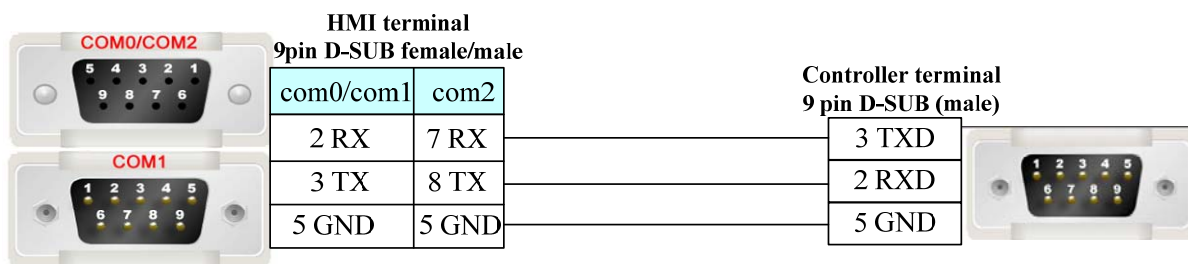 HMI terminal
9pin D-SUB female/male
COM0/COM2
5 4 3 2 1
9 8 7 6
COM1
1 2 3 4 5
6 7 8 9
com0/com1 com2
2 RX 7 RX
3 TX 8 TX
5 GND 5 GND
Controller terminal
9 pin D-SUB (male)
3 TXD
2 RXD
5 GND
1 2 3 4 5
6 7 8 9